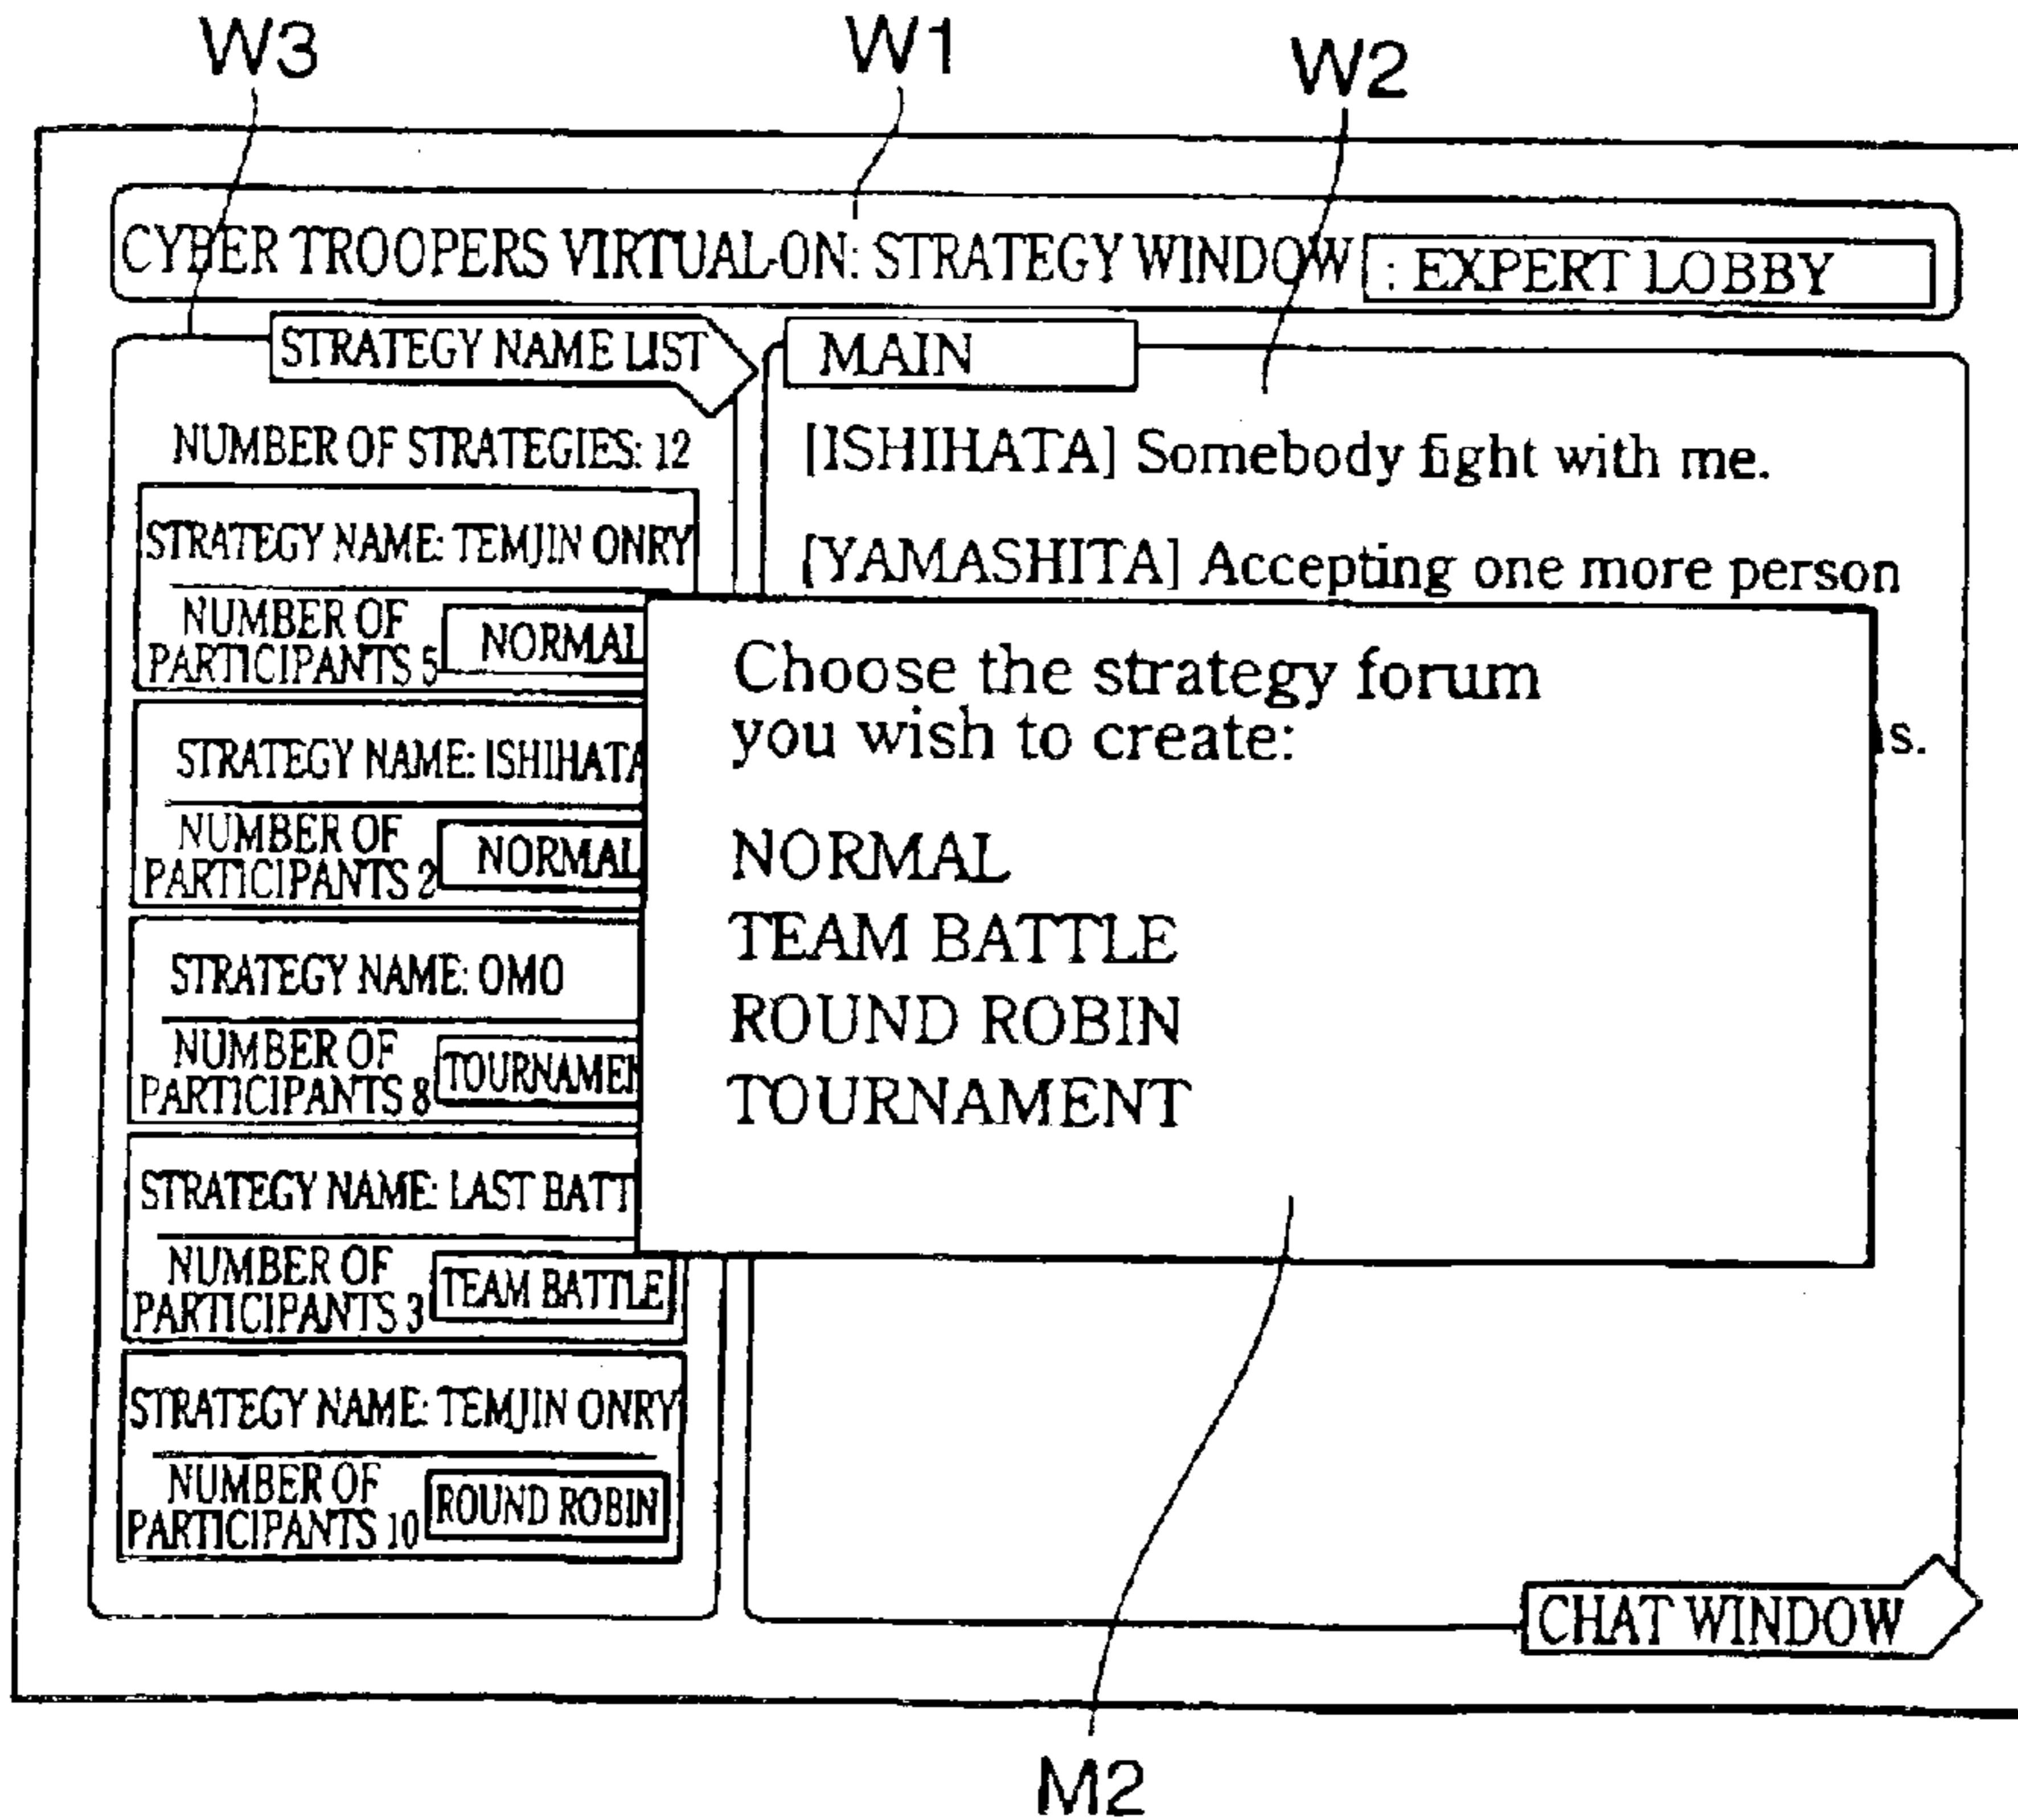 W3
W1
W2
CYBER TROOPERS VIRTUAL-ON: STRATEGY WINDOW : EXPERT LOBBY
STRATEGY NAME LIST
NUMBER OF STRATEGIES: 12
STRATEGY NAME: TEMJIN ONRY
NUMBER OF
PARTICIPANTS 5
NORMAL
STRATEGY NAME: ISHIHATA
NUMBER OF
PARTICIPANTS 2
NORMAL
STRATEGY NAME: OMO
NUMBER OF
PARTICIPANTS 8
TOURNAMEN
STRATEGY NAME: LAST BATT
NUMBER OF
PARTICIPANTS 3
TEAM BATTLE
STRATEGY NAME: TEMJIN ONRY
NUMBER OF
PARTICIPANTS 10
ROUND ROBIN
MAIN
[ISHIHATA] Somebody fight with me.
[YAMASHITA] Accepting one more person
s.
Choose the strategy forum
you wish to create:
NORMAL
TEAM BATTLE
ROUND ROBIN
TOURNAMENT
CHAT WINDOW
M2